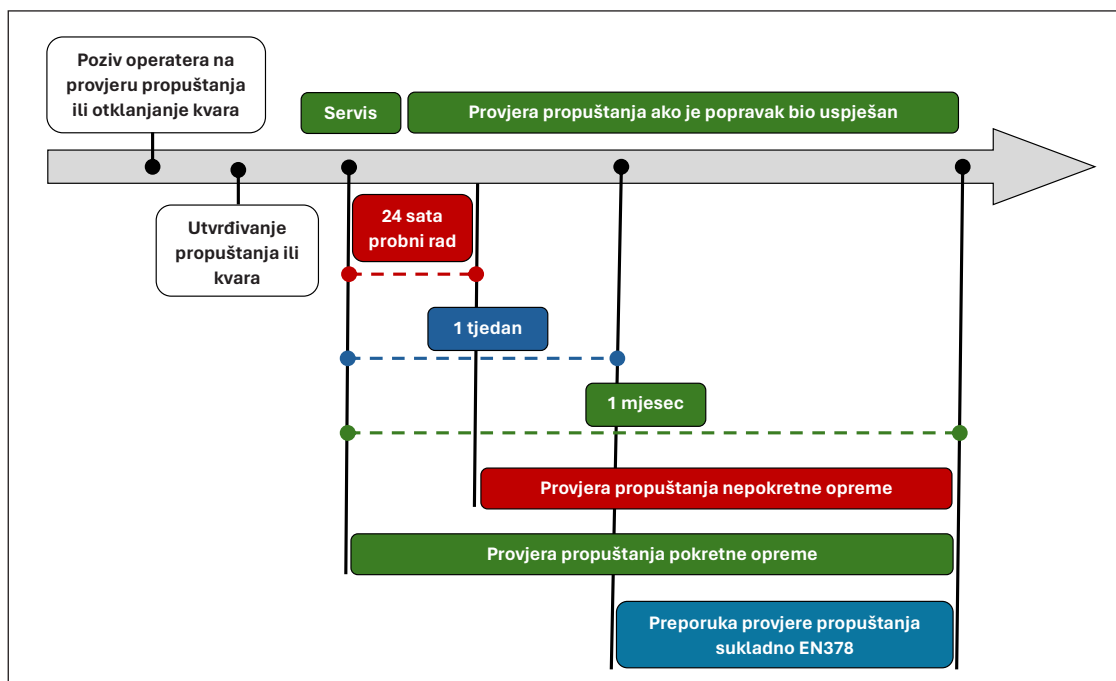 Poziv operatera na
provjeru propuštanja
ili otklanjanje kvara
Servis
Provjera propuštanja ako je popravak bio uspješan
Utvrđivanje
propuštanja ili
kvara
24 sata
probni rad
1 tjedan
1 mjesec
Provjera propuštanja nepokretne opreme
Provjera propuštanja pokretne opreme
Preporuka provjere propuštanja
sukladno EN378